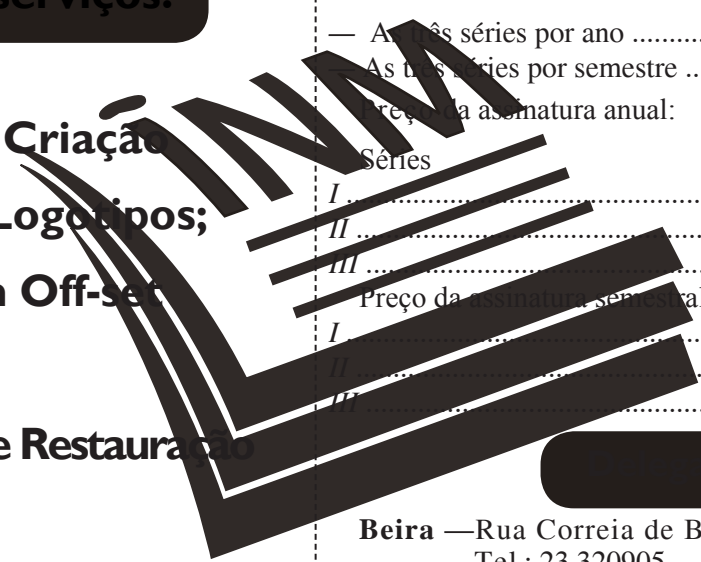 serviços:
Criação
Logotipos;
Off-set
e Restauração
INM
— As três séries por ano ..........
— As três séries por semestre ..
Preço da assinatura anual:
Séries
I ..........................................................
II ........................................................
III ......................................................
Preço da assinatura semestral
I ..........................................................
II ........................................................
III ......................................................
Beira —Rua Correia de B
Tel.: 23 320905